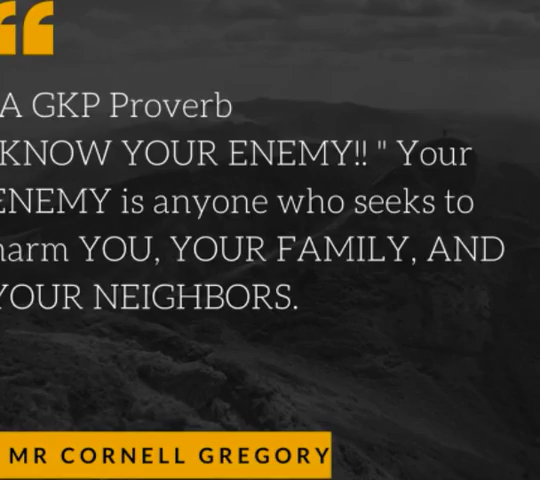 A GKP Proverb
KNOW YOUR ENEMY!! " Your
ENEMY is anyone who seeks to
harm YOU, YOUR FAMILY, AND
YOUR NEIGHBORS.
MR CORNELL GREGORY